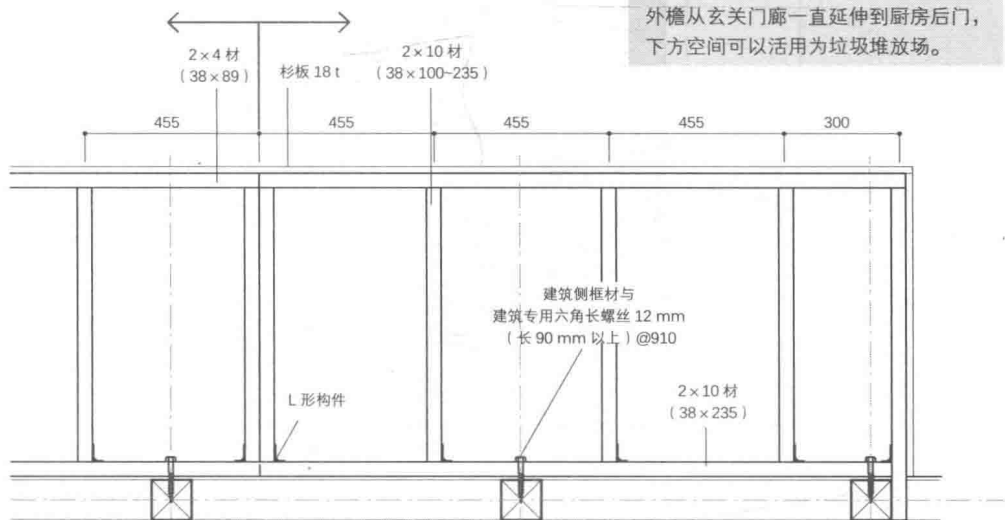 外檐从玄关门廊一直延伸到厨房后门，
下方空间可以活用为垃圾堆放场。
2×4 材
（38×89）
杉板 18 t
2×10 材
（38×100~235）
455
455
455
455
300
建筑侧框材与
建筑专用六角长螺丝 12 mm
（长 90 mm 以上）@910
L 形构件
2×10 材
（38×235）